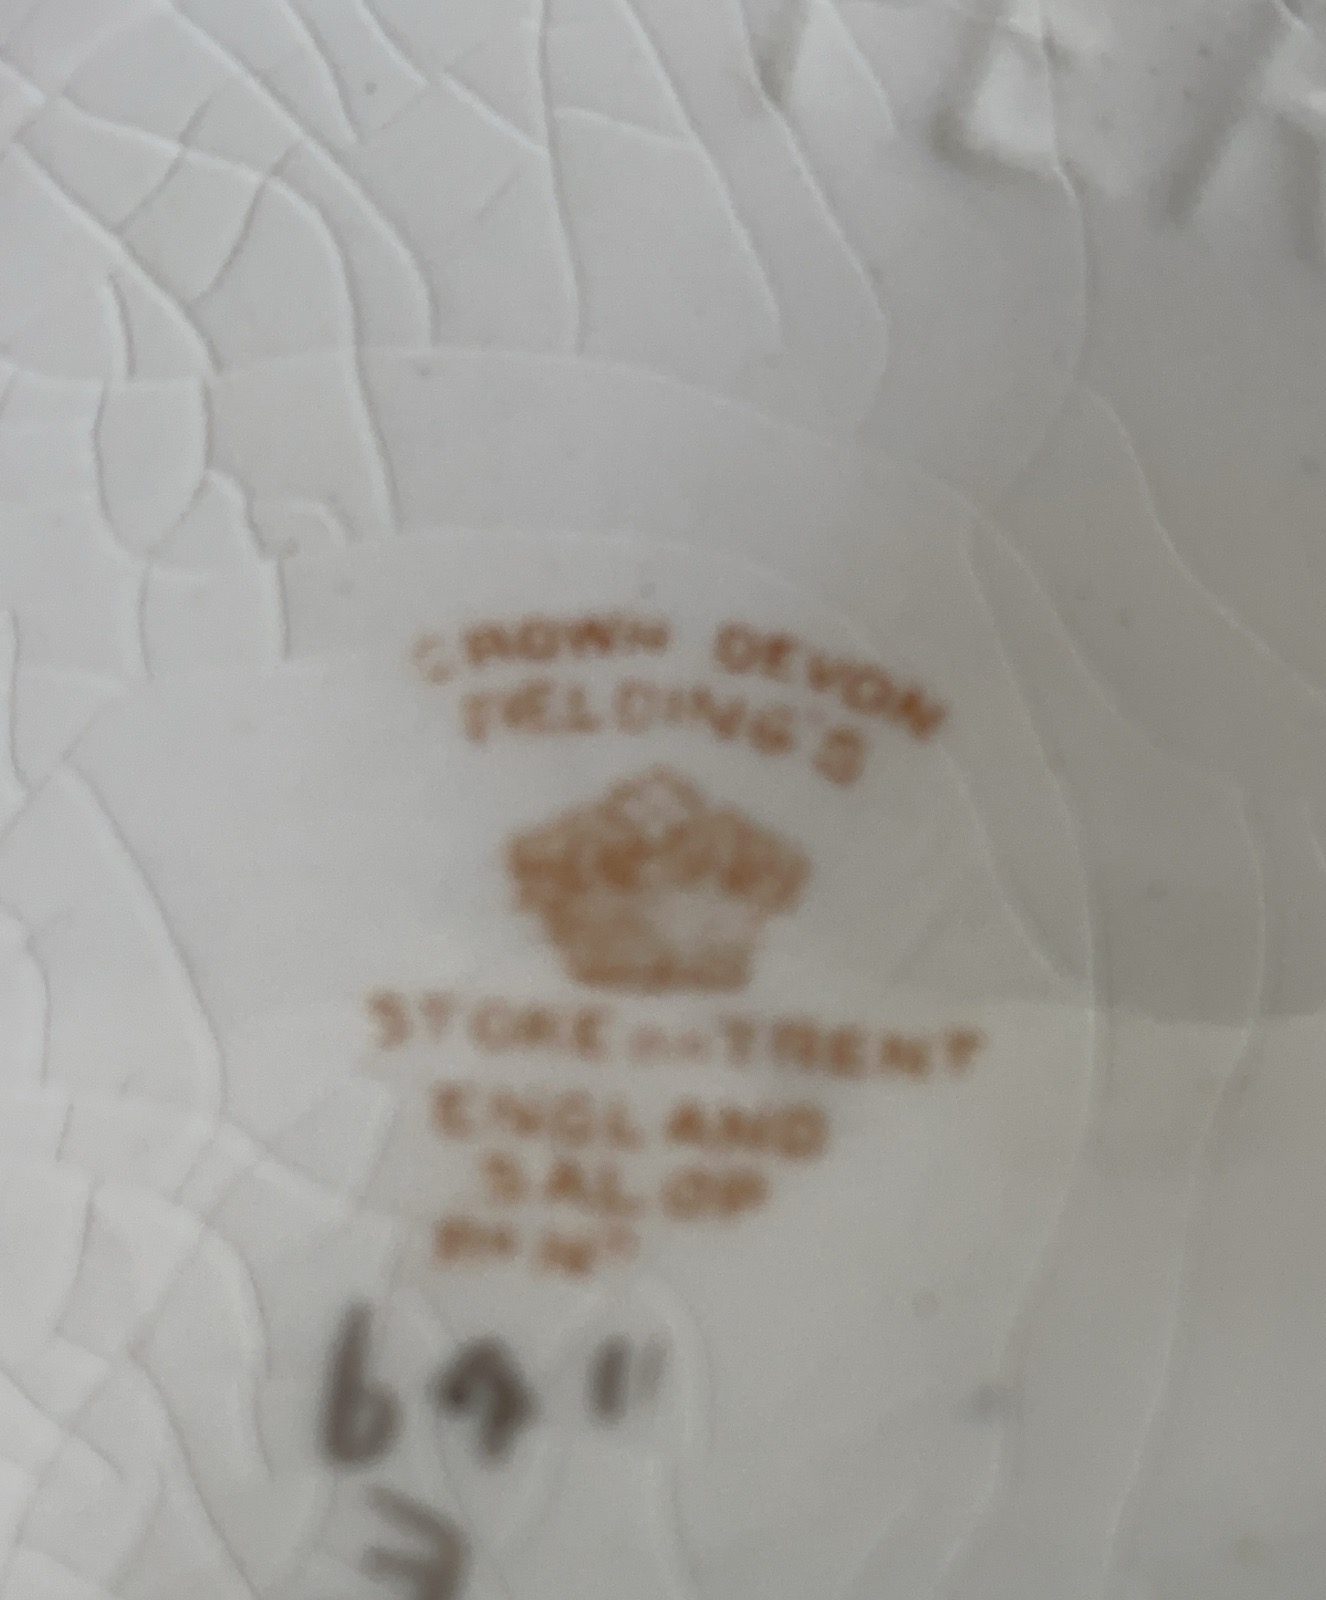 CROWN DEVON
FIELDING'S
STOKE on TRENT
ENGLAND
SALOP